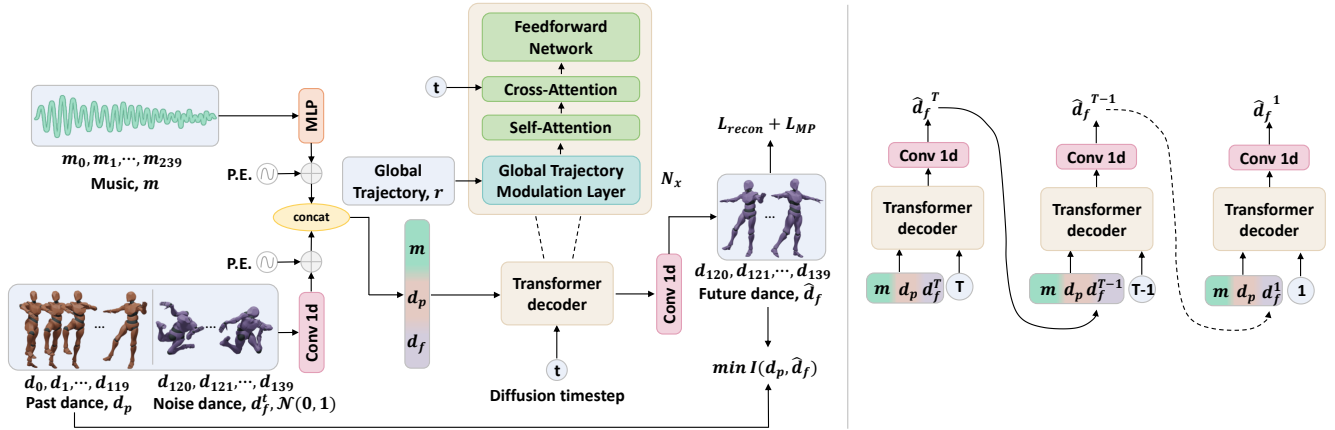 Feedforward
Network
t
Cross-Attention
Self-Attention
Global Trajectory
Modulation Layer
N_x
Global
Trajectory, r
MLP
m_0, m_1, ⋯, m_239
Music, m
P.E.
concat
P.E.
Conv 1d
...
...
d_0, d_1, ⋯, d_119
Past dance, d_p
d_120, d_121, ⋯, d_139
Noise dance, d_f^t, 𝒩(0, 1)
m
d_p
d_f
Transformer
decoder
t
Diffusion timestep
Conv 1d
L_recon + L_MP
...
d_120, d_121, ⋯, d_139
Future dance, d̂_f
min I(d_p, d̂_f)
d̂_f^T
Conv 1d
Transformer
decoder
m d_p d_f^T T
d̂_f^{T-1}
Conv 1d
Transformer
decoder
m d_p d_f^{T-1} T-1
d̂_f^1
Conv 1d
Transformer
decoder
m d_p d_f^1 1